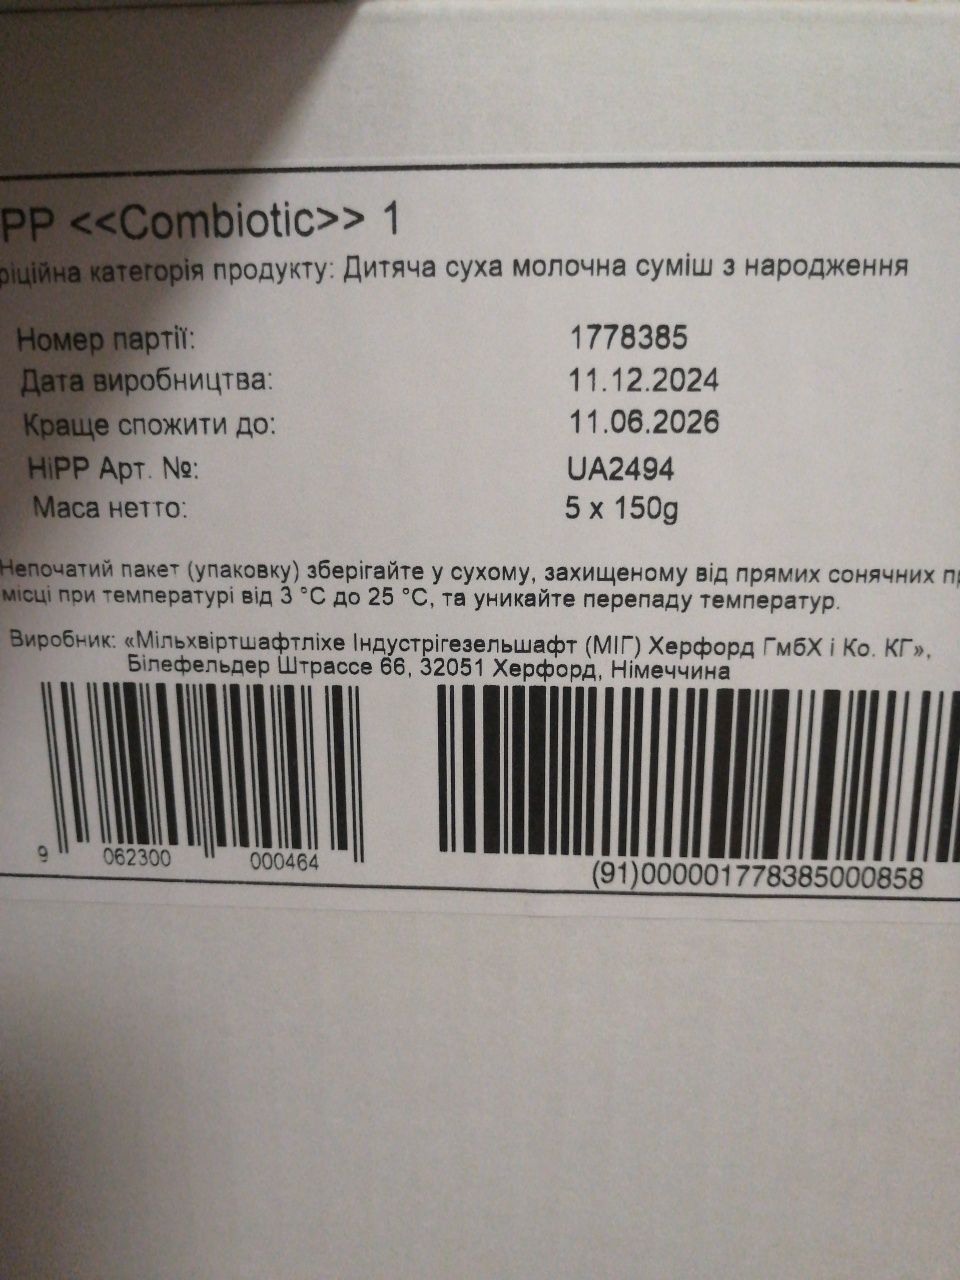 PP <<Combiotic>> 1
категорія продукту: Дитяча суха молочна суміш з народження
Номер партії: 1778385
Дата виробництва: 11.12.2024
Краще спожити до: 11.06.2026
HiPP Арт. №: UA2494
Маса нетто: 5 x 150g
Непочатий пакет (упаковку) зберігайте у сухому, захищеному від прямих сонячних
місці при температурі від 3 °C до 25 °C, та уникайте перепаду температур.
Виробник: «Мільхвіртшафтліхе Індустрігезельшафт (МІГ) Херфорд ГмбХ і Ко. КГ»,
Білефельдер Штрассе 66, 32051 Херфорд, Німеччина
9 062300 000464
(91)000001778385000858